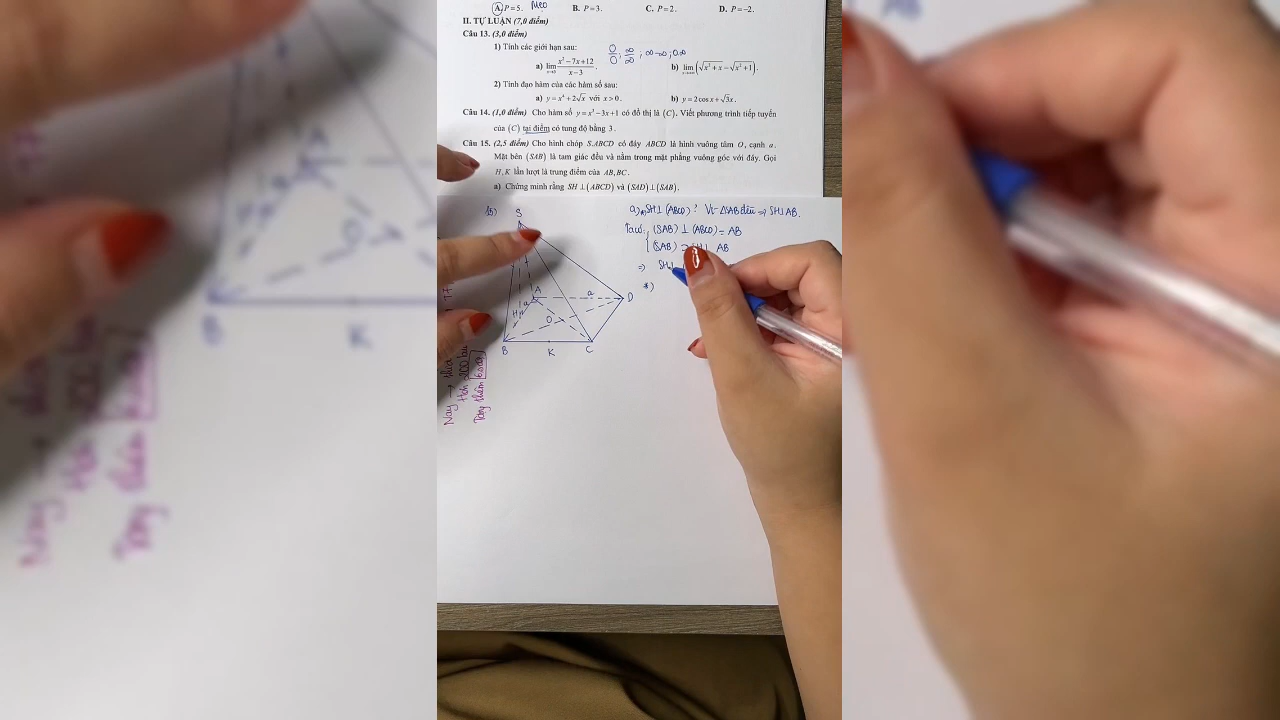 A P=5. B. P=3. C. P=2. D. P=-2.
II. TỰ LUẬN (7,0 điểm)
Câu 13. (3,0 điểm)
1) Tính các giới hạn sau: 0/0; ∞/∞; ∞-∞; 0.∞
a) lim x→3 (x²-7x+12)/(x-3). b) lim (√(x²+x) - √(x²+1)).
2) Tính đạo hàm của các hàm số sau:
a) y=x⁴+2√x với x>0. b) y=2cosx+√3x.
Câu 14. (1,0 điểm) Cho hàm số y=x³-3x+1 có đồ thị là (C). Viết phương trình tiếp tuyến
của (C) tại điểm có tung độ bằng 3.
Câu 15. (2,5 điểm) Cho hình chóp S.ABCD có đáy ABCD là hình vuông tâm O, cạnh a.
Mặt bên (SAB) là tam giác đều và nằm trong mặt phẳng vuông góc với đáy. Gọi
H, K lần lượt là trung điểm của AB, BC.
a) Chứng minh rằng SH ⊥ (ABCD) và (SAD) ⊥ (SAB).
15) S
a) SH⊥(ABCD)? Vì ΔSAB đều ⇒ SH⊥AB.
(SAB) ⊥ (ABCD) = AB
(SAB) ⊃ SH ⊥ AB
⇒ SH⊥
*)
A a D
a
H
O
B K C
Nay →
Hơn 200
Dạy thêm